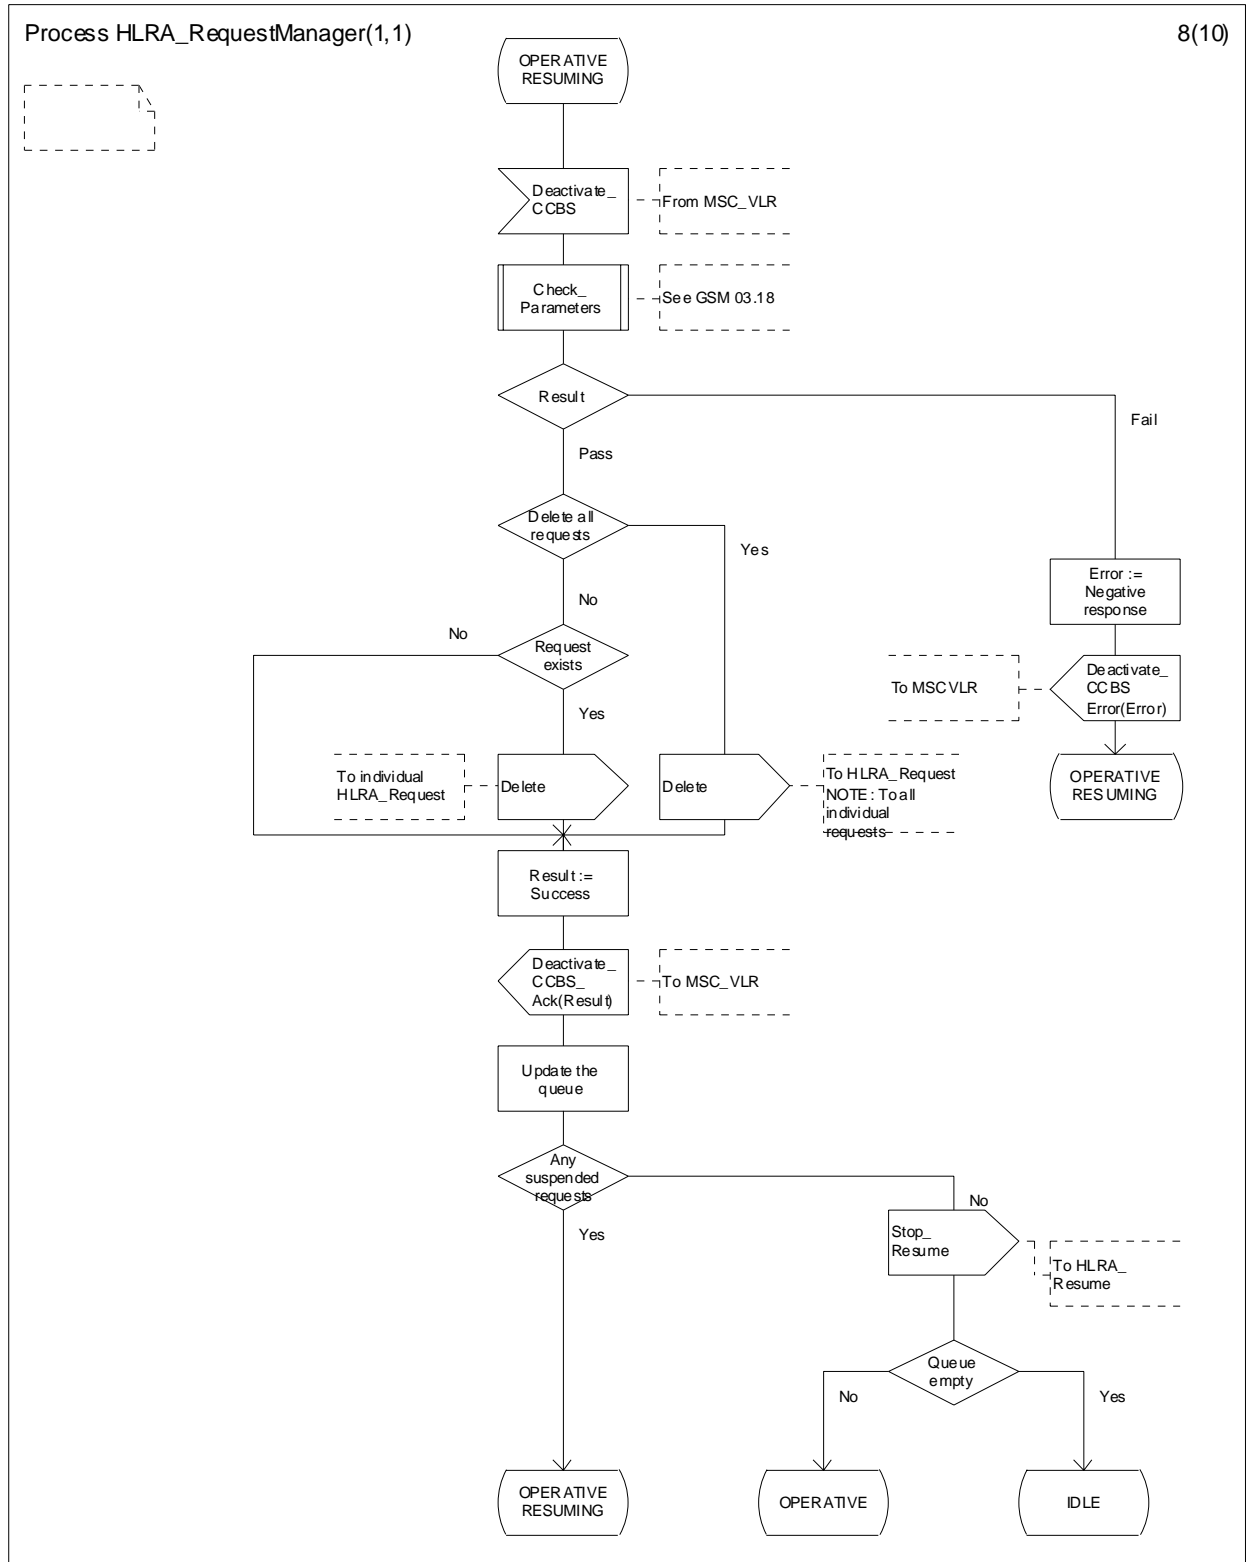 Process HLRA_RequestManager(1,1)
8(10)
OPERATIVE
RESUMING
Deactivate_
CCBS
From MSC_VLR
Check_
Parameters
See GSM 03.18
Result
Fail
Pass
Delete all
requests
Yes
No
Error :=
Negative
response
No
Request
exists
Yes
To MSCVLR
Deactivate_
CCBS
Error(Error)
To individual
HLRA_Request
Delete
Delete
To HLRA_Request
NOTE: To all
individual
requests
OPERATIVE
RESUMING
Result :=
Success
Deactivate_
CCBS_
Ack(Result)
To MSC_VLR
Update the
queue
Any
suspended
requests
No
Yes
Stop_
Resume
To HLRA_
Resume
Queue
empty
No
Yes
OPERATIVE
RESUMING
OPERATIVE
IDLE